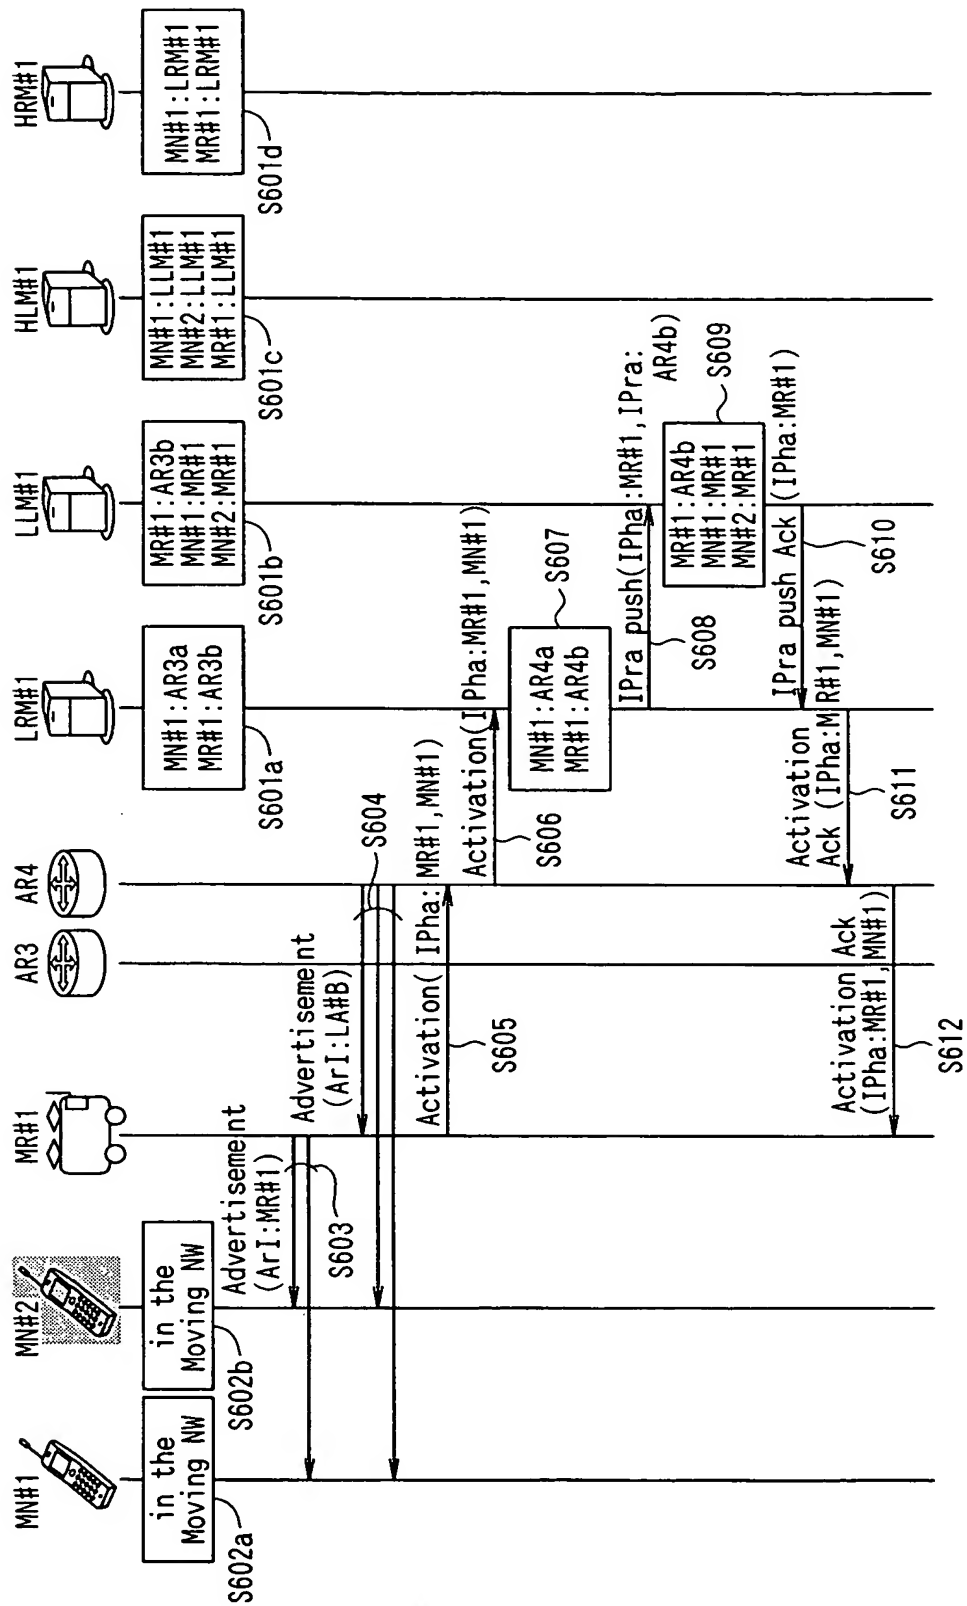 MN#1
MN#2
MR#1
AR3
AR4
LRM#1
LLM#1
HLM#1
HRM#1
in the
Moving NW
S602a
in the
Moving NW
S602b
MN#1:AR3a
MR#1:AR3b
S601a
MR#1:AR3b
MN#1:MR#1
MN#2:MR#1
S601b
MN#1:LLM#1
MN#2:LLM#1
MR#1:LLM#1
S601c
MN#1:LRM#1
MR#1:LRM#1
S601d
Advertisement
(ArI:MR#1)
S603
Advertisement
(ArI:LA#B)
S604
Activation(IPha:MR#1,MN#1)
S605
Activation(IPha:MR#1,MN#1)
S606
MN#1:AR4a
MR#1:AR4b
S607
IPra push(IPha:MR#1,IPra:
AR4b)
S608
MR#1:AR4b
MN#1:MR#1
MN#2:MR#1
S609
IPra push Ack (IPha:MR#1)
S610
Activation
Ack (IPha:MR#1,MN#1)
S611
Activation Ack
(IPha:MR#1,MN#1)
S612